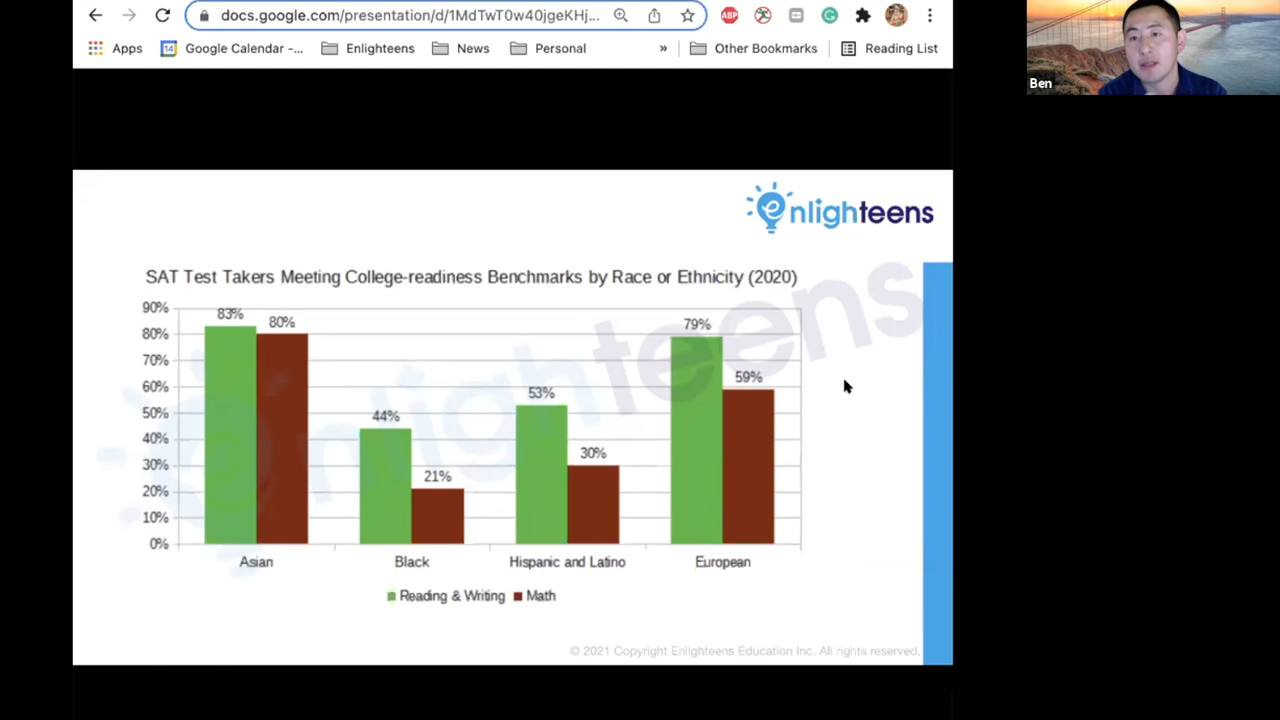 docs.google.com/presentation/d/1MdTwT0w40jgeKHj...
ABP
Apps
14
Google Calendar -...
Enlighteens
News
Personal
»
Other Bookmarks
Reading List
Ben
enlighteens
enlighteens
SAT Test Takers Meeting College-readiness Benchmarks by Race or Ethnicity (2020)
90%
80%
70%
60%
50%
40%
30%
20%
10%
0%
83%
80%
44%
21%
53%
30%
79%
59%
Asian
Black
Hispanic and Latino
European
Reading & Writing
Math
© 2021 Copyright Enlighteens Education Inc. All rights reserved.